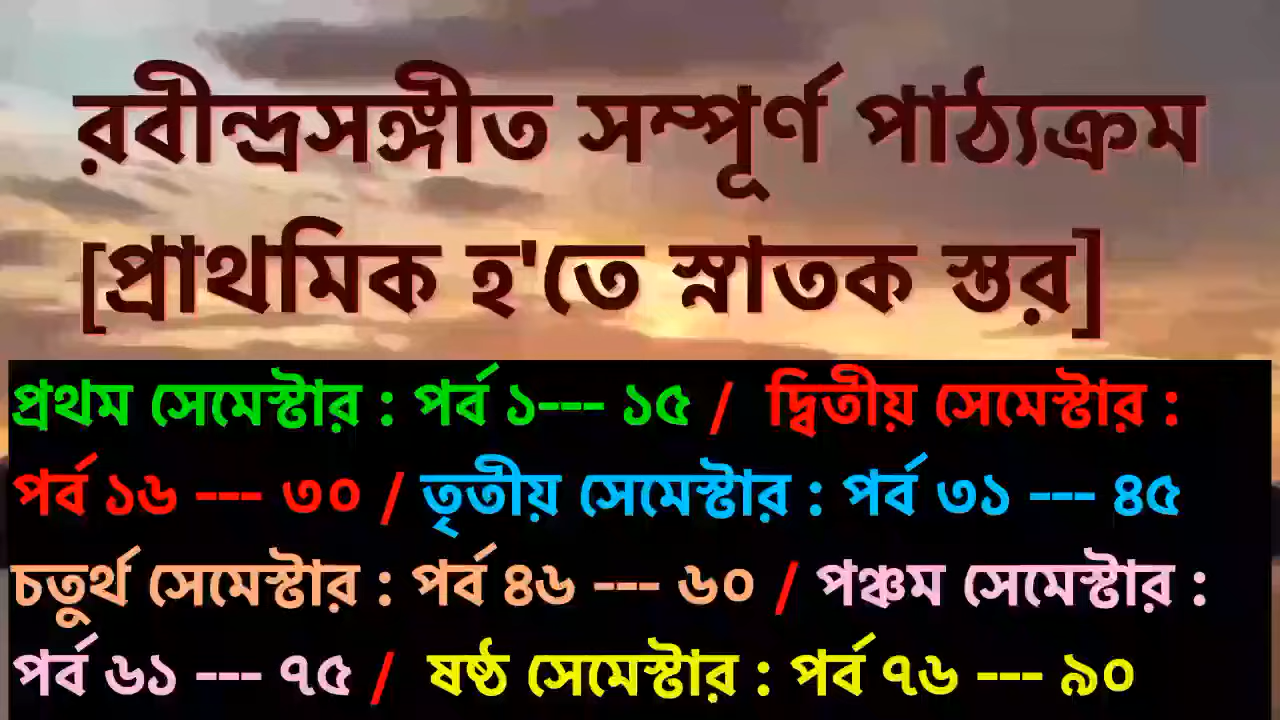 রবীন্দ্রসঙ্গীত সম্পূর্ণ পাঠ্যক্রম
[প্রাথমিক হ'তে স্নাতক স্তর]
প্রথম সেমেস্টার : পর্ব ১--- ১৫ / দ্বিতীয় সেমেস্টার :
পর্ব ১৬ --- ৩০ / তৃতীয় সেমেস্টার : পর্ব ৩১ --- ৪৫
চতুর্থ সেমেস্টার : পর্ব ৪৬ --- ৬০ / পঞ্চম সেমেস্টার :
পর্ব ৬১ --- ৭৫ / ষষ্ঠ সেমেস্টার : পর্ব ৭৬ --- ৯০